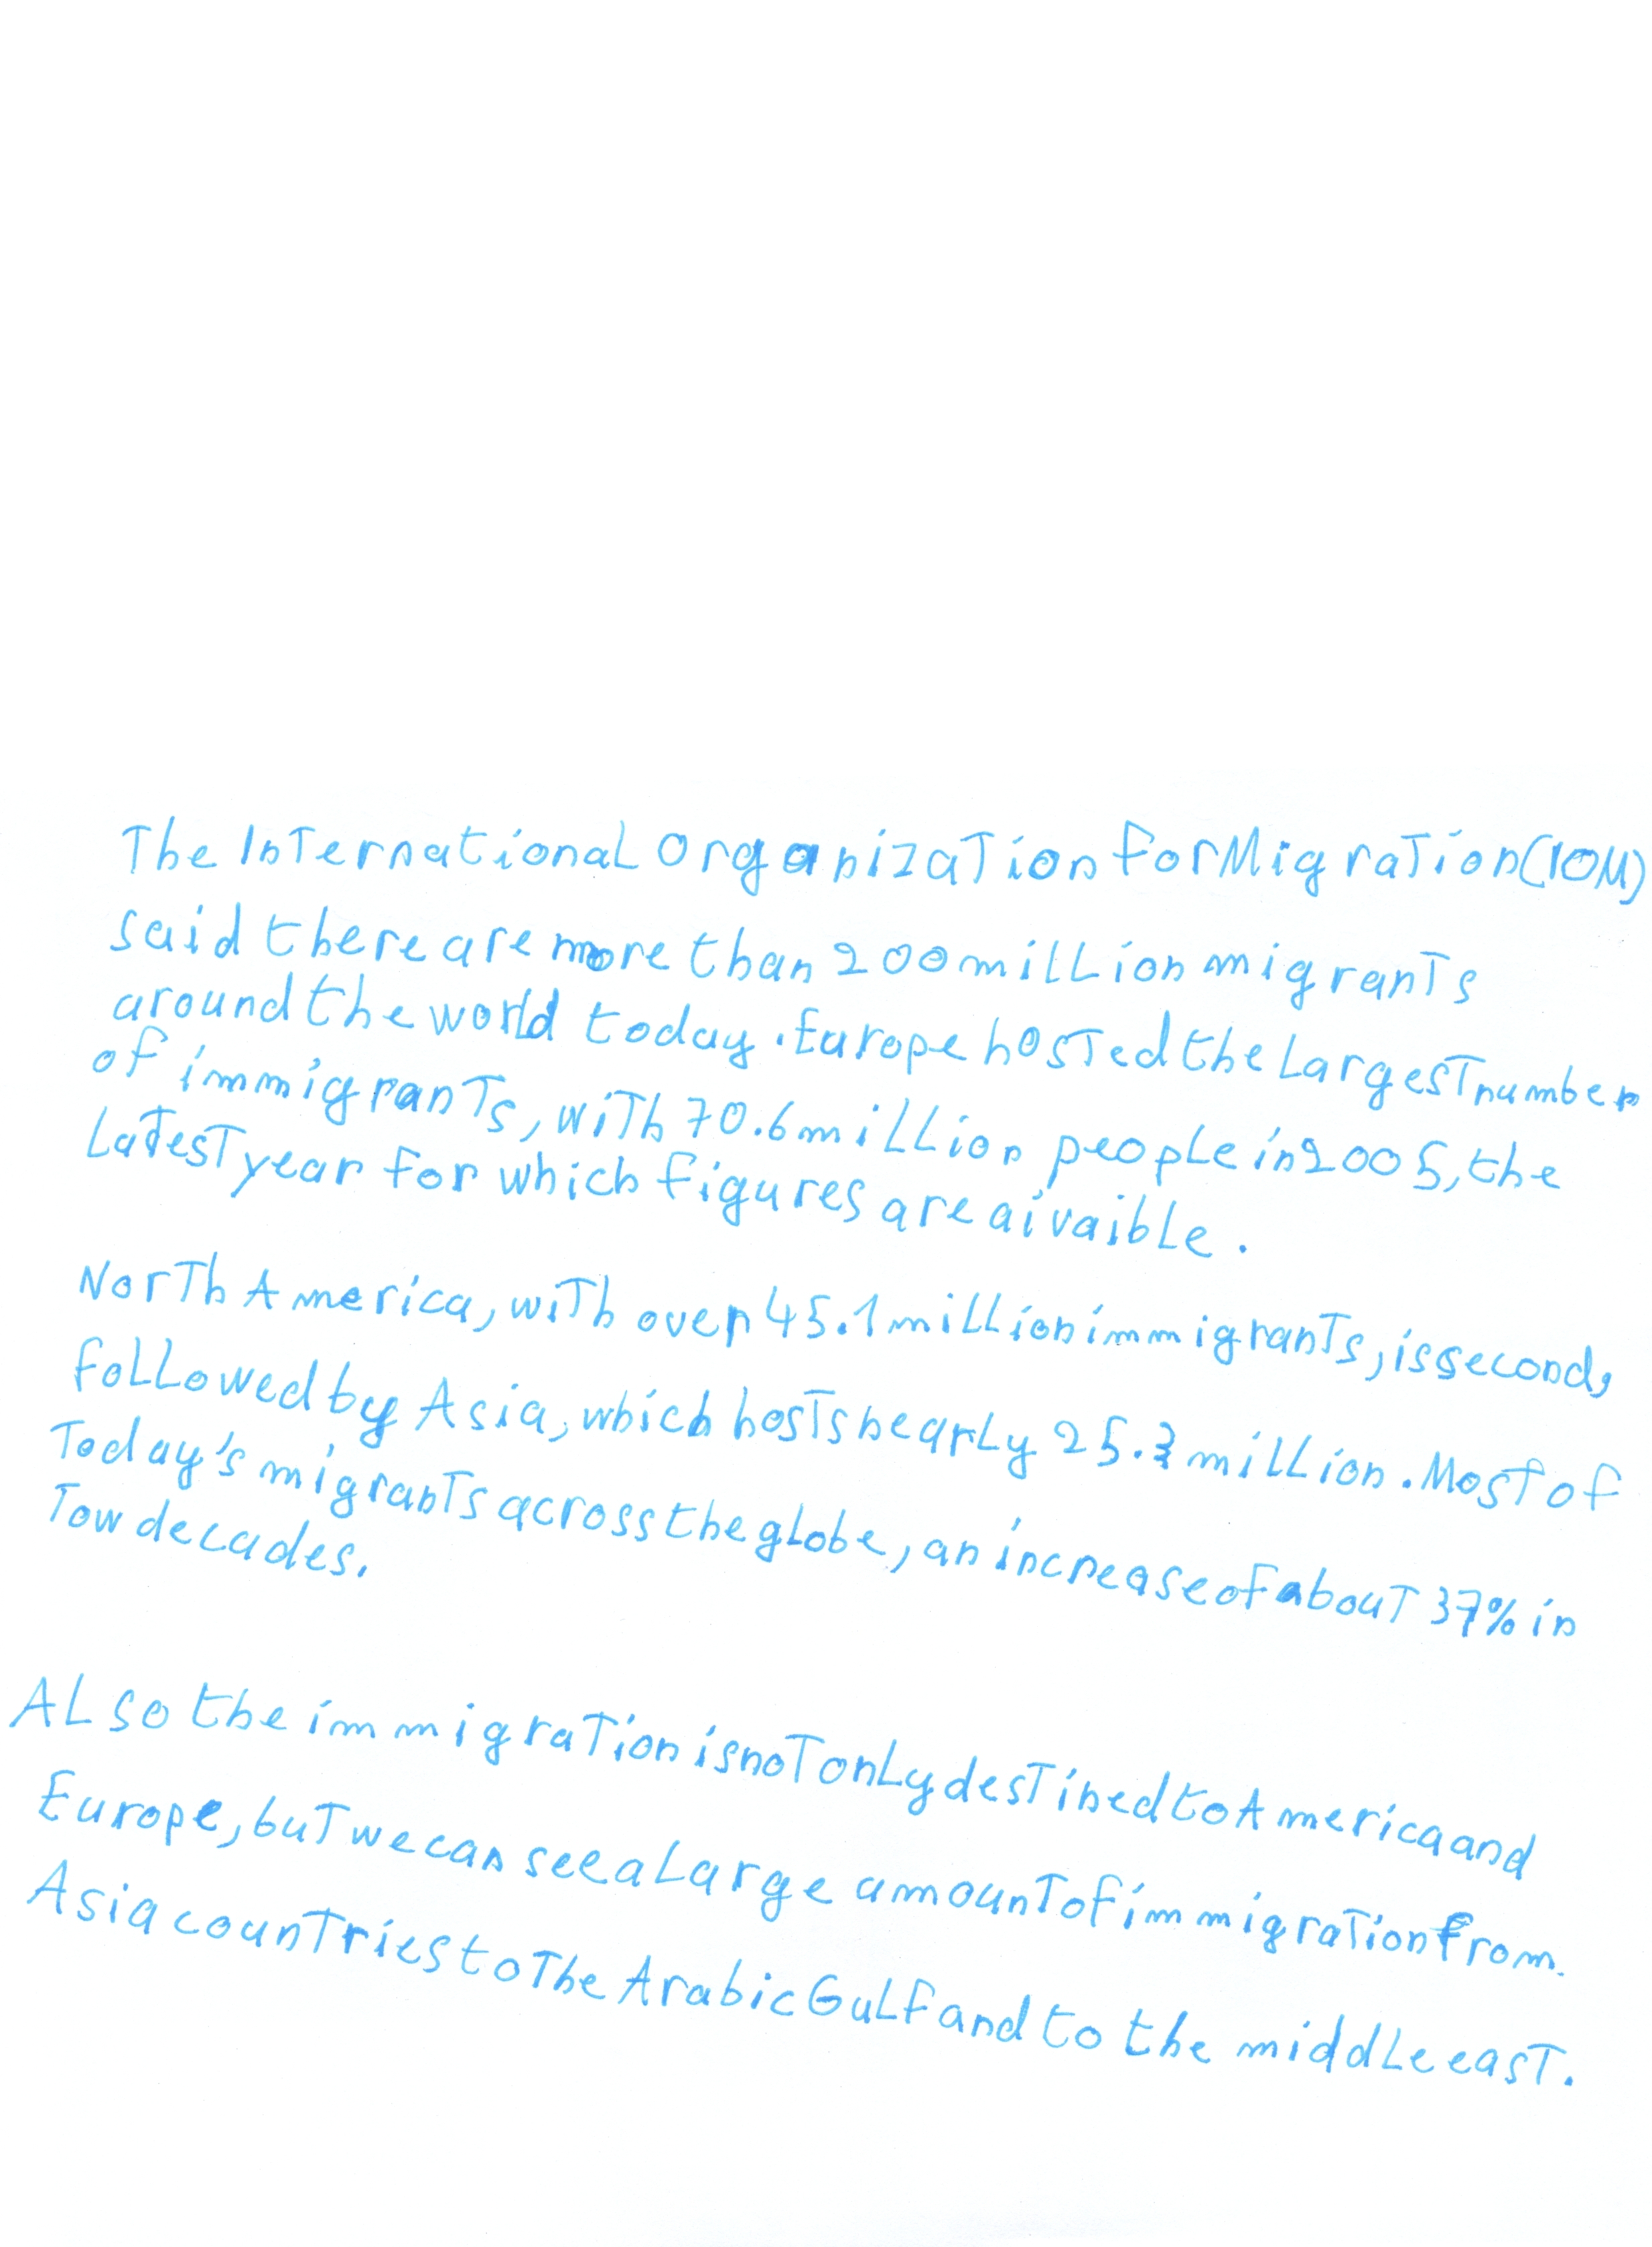 The International Organization for Migration (IOM)
said there are more than 200 million migrants
around the world today. Europe hosted the largest number
of immigrants, with 70.6 million people in 2005, the
latest year for which figures are aivaible.
North America, with over 45.1 million immigrants, is second,
followed by Asia, which hosts nearly 25.3 million. Most of
Today's migrants across the globe, an increase of about 37% in
Tow decades.
Also the immigration is not only destined to America and
Europe, but we can see a large amount of immigration from.
Asia countries to The Arabic Gulf and to the middle east.